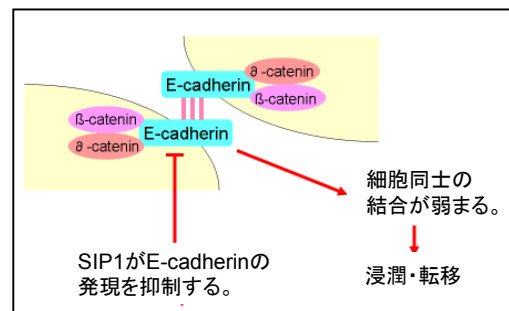 ∂-catenin
E-cadherin
ß-catenin
ß-catenin
E-cadherin
∂-catenin
細胞同士の
結合が弱まる。
SIP1がE-cadherinの
発現を抑制する。
浸潤・転移